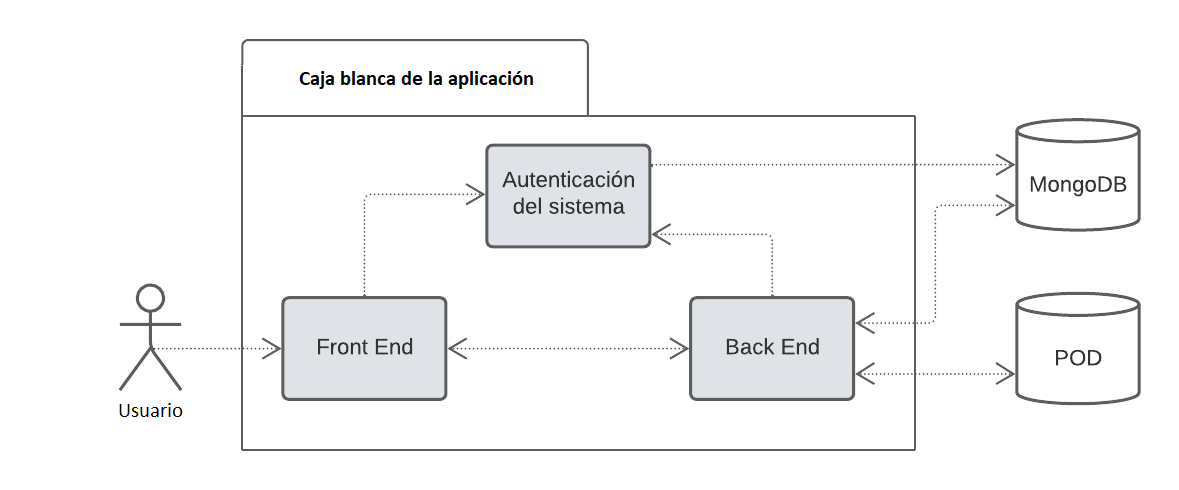 Caja blanca de la aplicación
Autenticación
del sistema
MongoDB
Front End
Back End
POD
Usuario